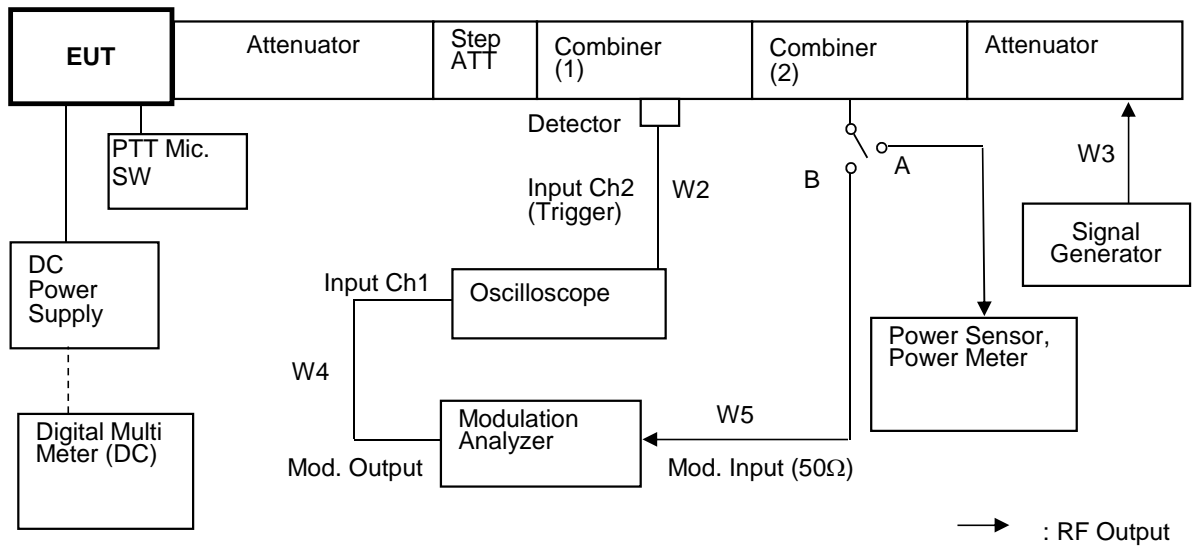 EUT
Attenuator
Step
ATT
Combiner
(1)
Combiner
(2)
Attenuator
Detector
PTT Mic.
SW
Input Ch2
(Trigger)
W2
B
A
W3
Signal
Generator
DC
Power
Supply
Input Ch1
Oscilloscope
Power Sensor,
Power Meter
W4
Digital Multi
Meter (DC)
Modulation
Analyzer
W5
Mod. Output
Mod. Input (50Ω)
: RF Output